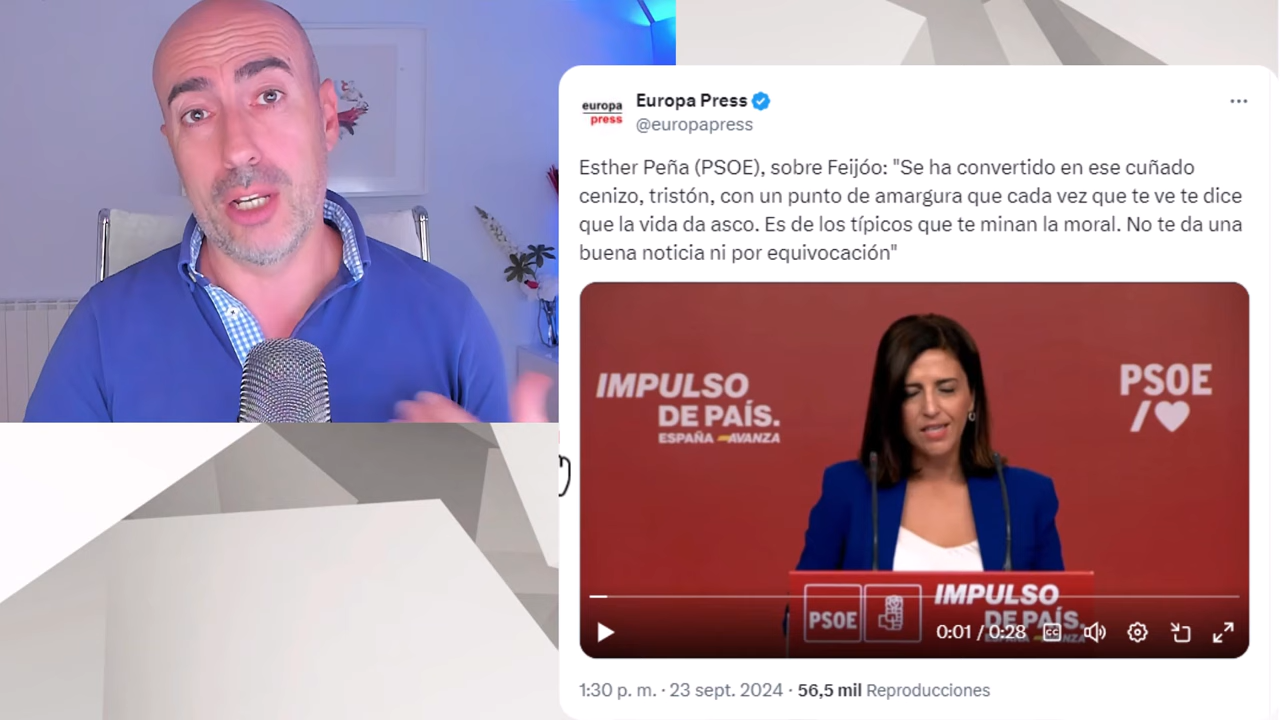 europa
press
Europa Press
@europapress
Esther Peña (PSOE), sobre Feijóo: "Se ha convertido en ese cuñado
cenizo, tristón, con un punto de amargura que cada vez que te ve te dice
que la vida da asco. Es de los típicos que te minan la moral. No te da una
buena noticia ni por equivocación"
IMPULSO
DE PAÍS.
ESPAÑA AVANZA
PSOE
PSOE
IMPULSO
DE PAÍS.
ESPAÑA AVANZA
0:01 / 0:28
CC
1:30 p. m. · 23 sept. 2024 · 56,5 mil Reproducciones